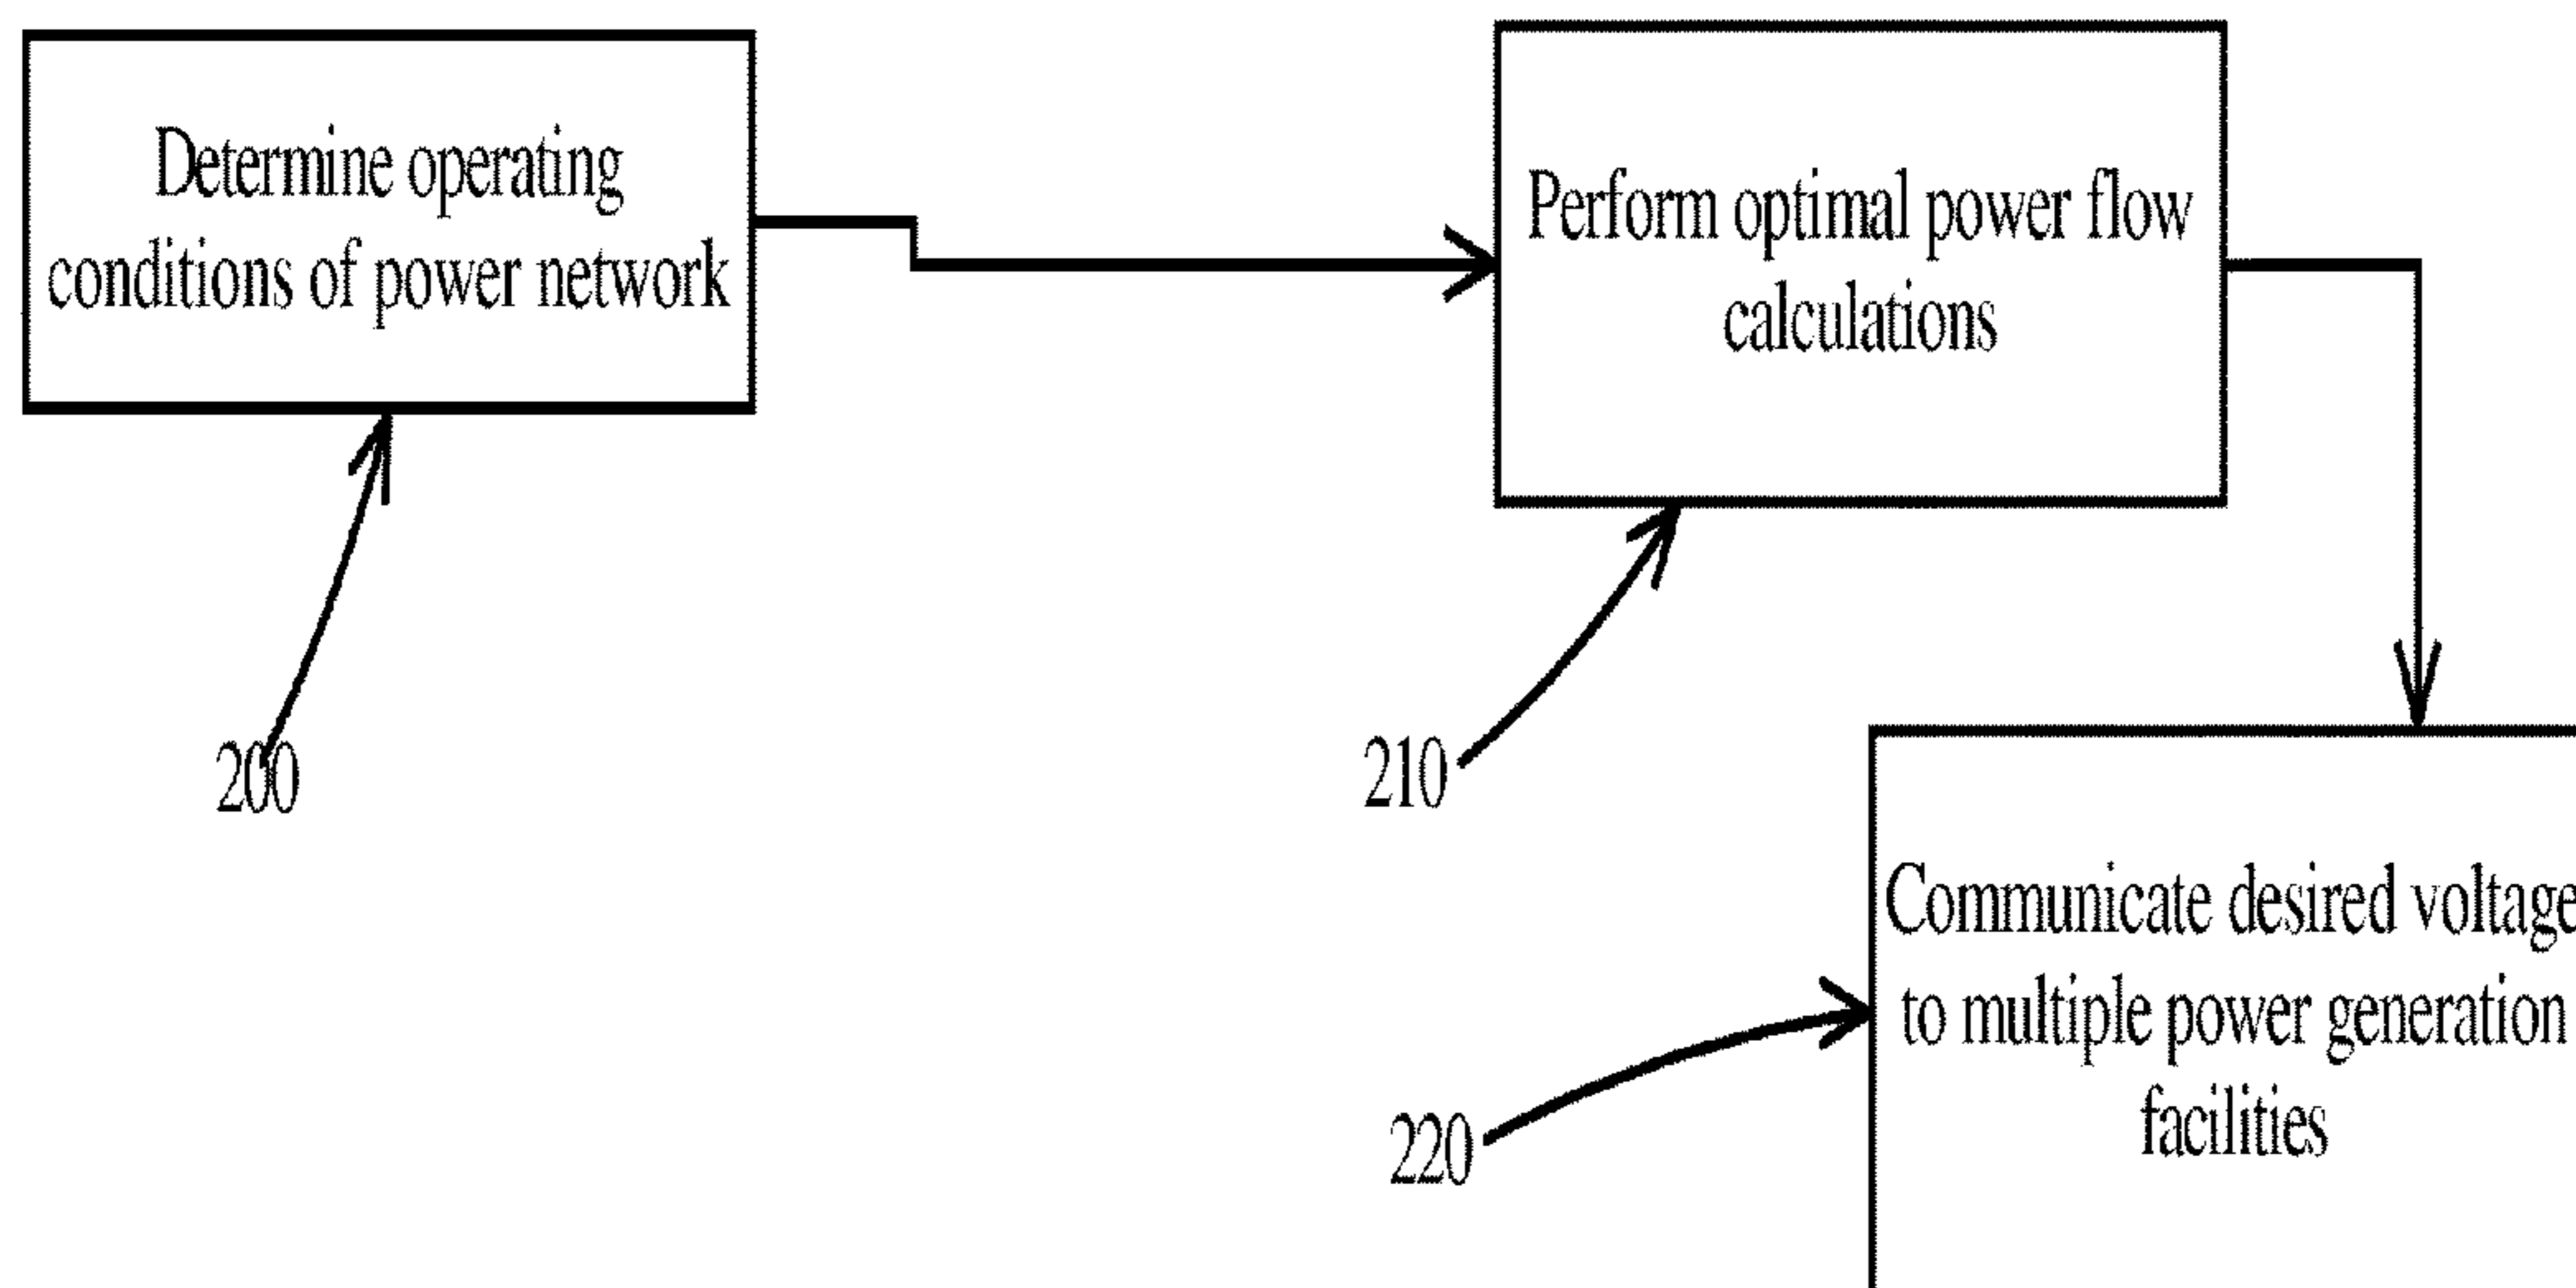 Determine operating
conditions of power network
Perform optimal power flow
calculations
200
210
Communicate desired voltage
to multiple power generation
facilities
220